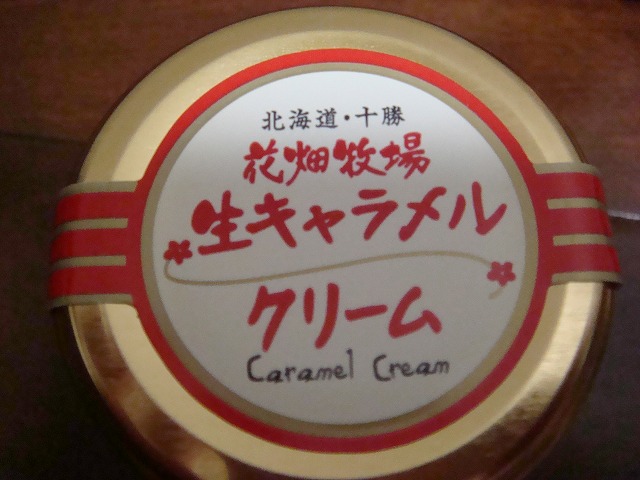 北海道・十勝
花畑牧場
生キャラメル
クリーム
Caramel Cream